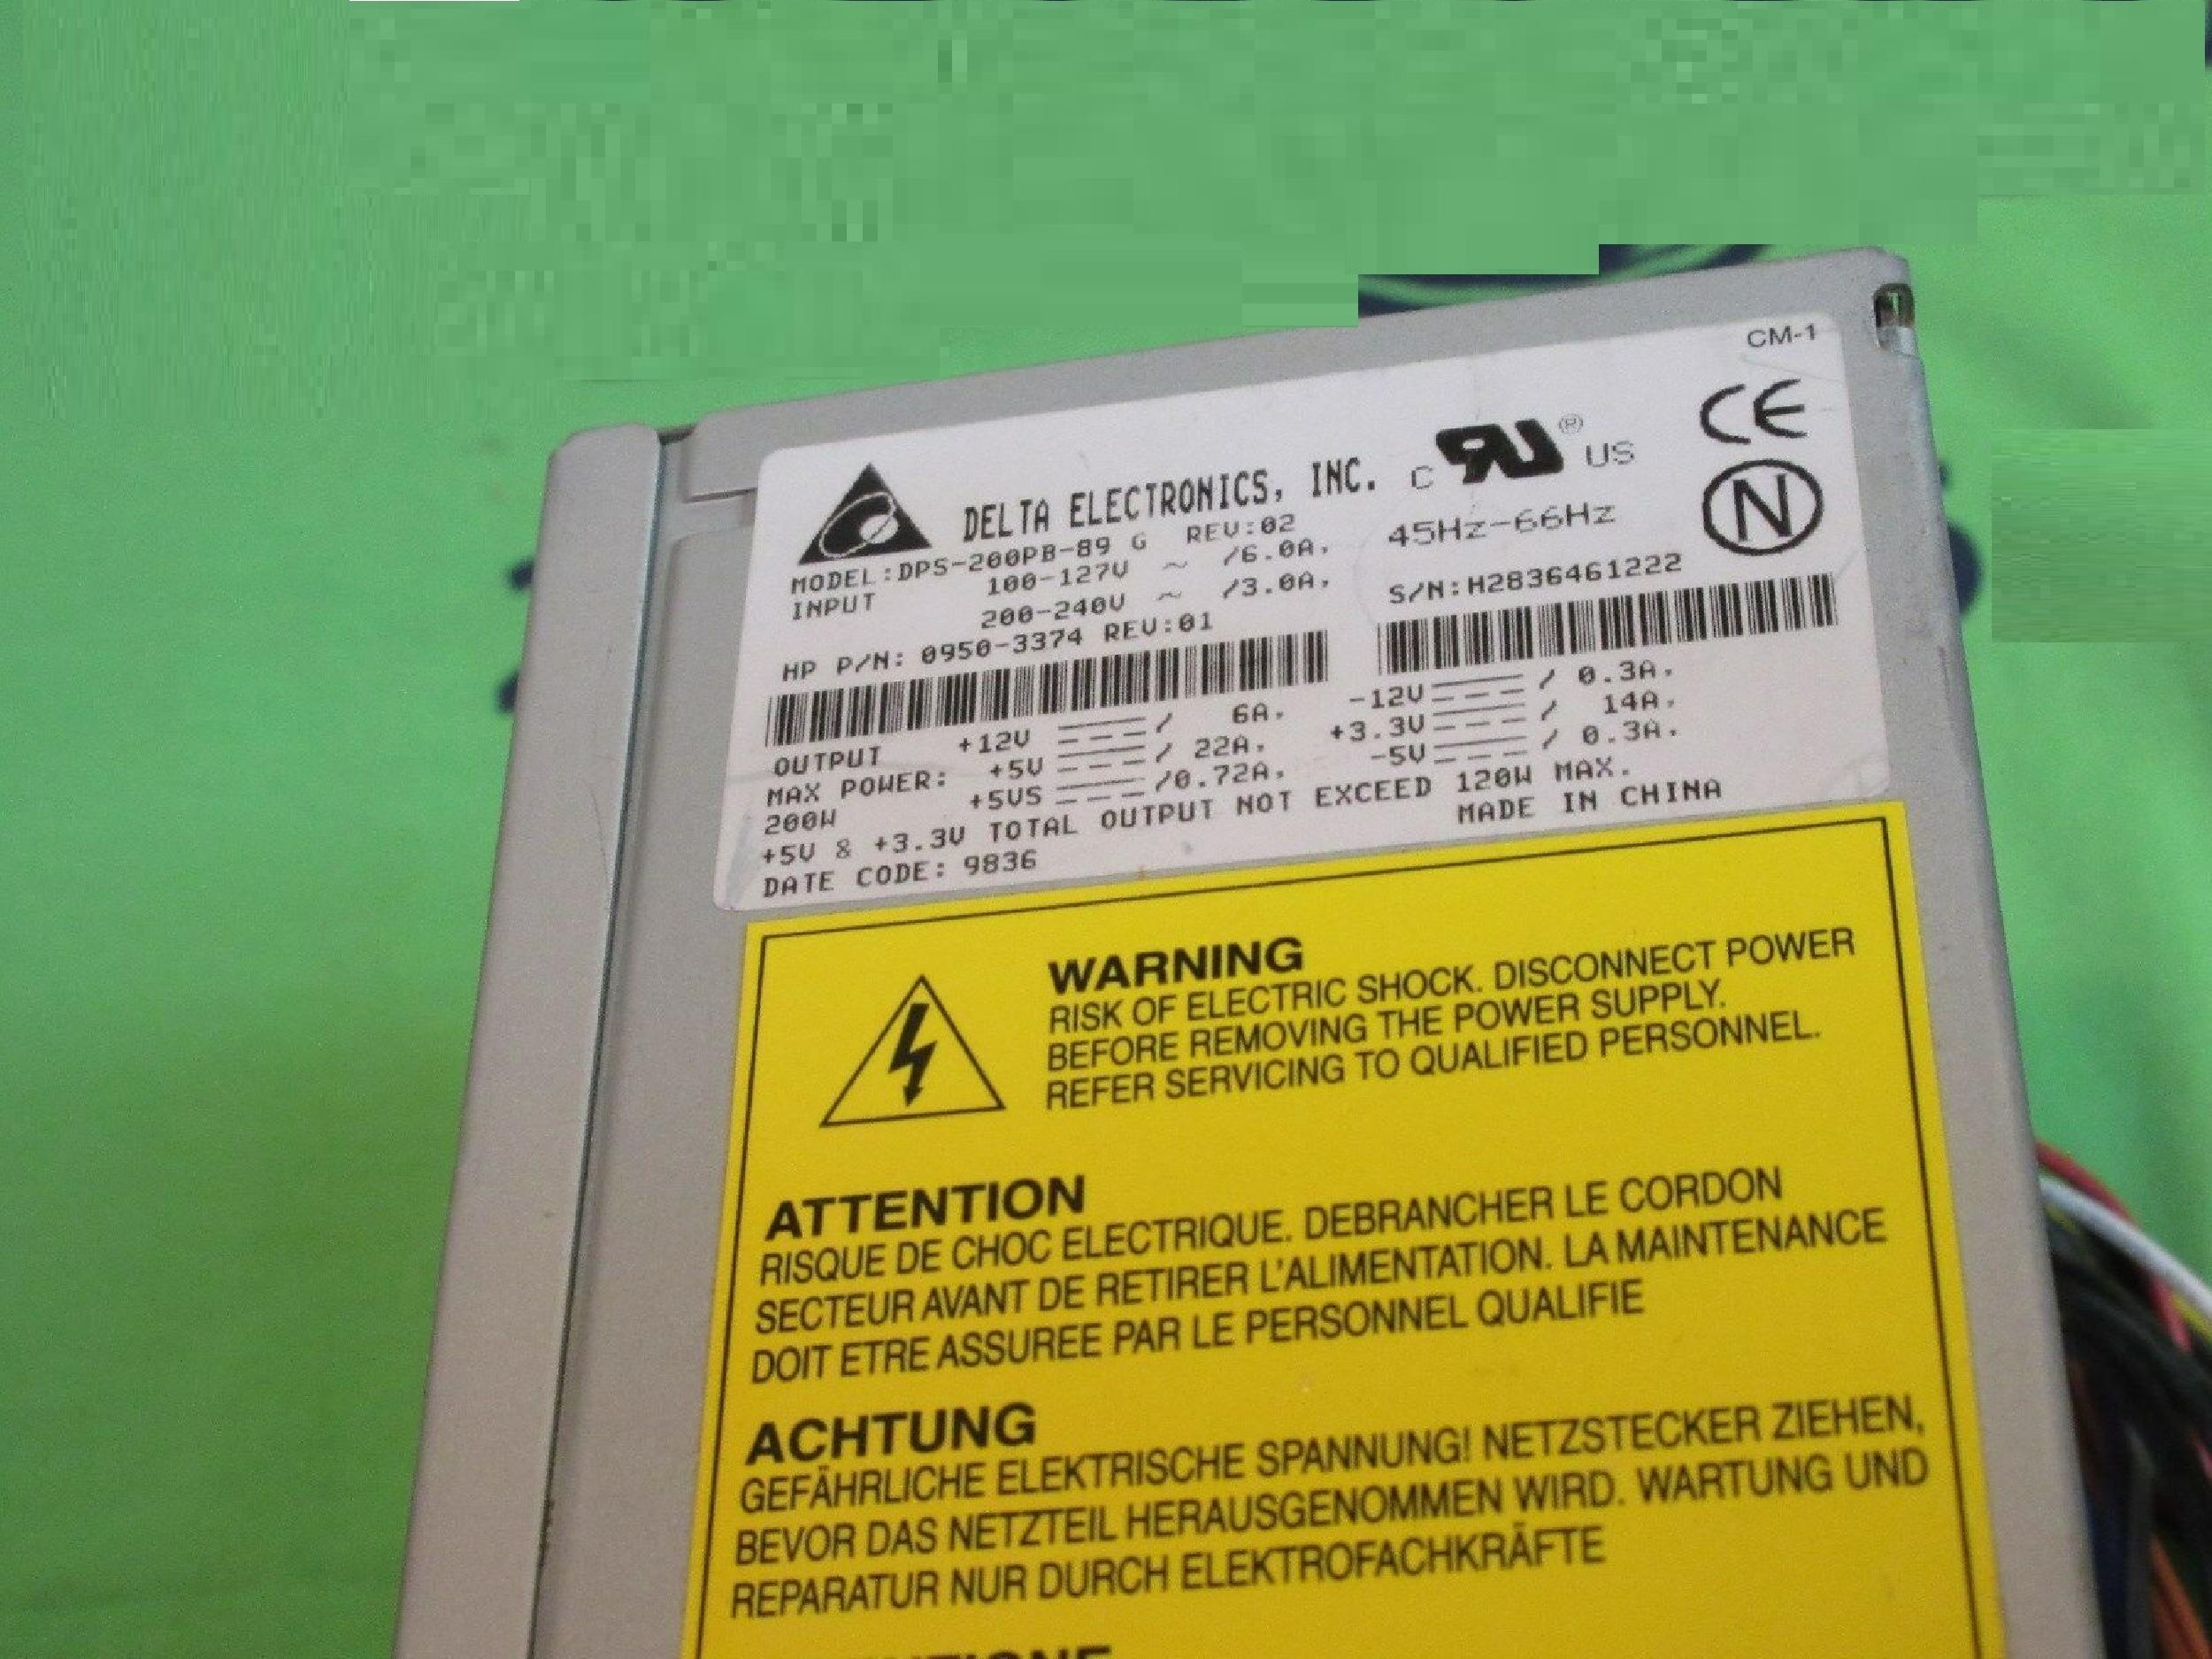 CM-1
DELTA ELECTRONICS, INC. C RU ® US CE
MODEL:DPS-200PB-89 G REV:02 45Hz-66Hz N
INPUT 100-127V ~ /6.0A,
200-240V ~ /3.0A, S/N:H2836461222
HP P/N: 0950-3374 REV:01
OUTPUT +12V / 6A, -12V / 0.3A,
MAX POWER: +5V / 22A, +3.3V / 14A,
200W +5VS /0.72A, -5V / 0.3A,
+5V & +3.3V TOTAL OUTPUT NOT EXCEED 120W MAX.
DATE CODE: 9836 MADE IN CHINA
WARNING
RISK OF ELECTRIC SHOCK. DISCONNECT POWER
BEFORE REMOVING THE POWER SUPPLY.
REFER SERVICING TO QUALIFIED PERSONNEL.
ATTENTION
RISQUE DE CHOC ELECTRIQUE. DEBRANCHER LE CORDON
SECTEUR AVANT DE RETIRER L'ALIMENTATION. LA MAINTENANCE
DOIT ETRE ASSUREE PAR LE PERSONNEL QUALIFIE
ACHTUNG
GEFÄHRLICHE ELEKTRISCHE SPANNUNG! NETZSTECKER ZIEHEN,
BEVOR DAS NETZTEIL HERAUSGENOMMEN WIRD. WARTUNG UND
REPARATUR NUR DURCH ELEKTROFACHKRÄFTE